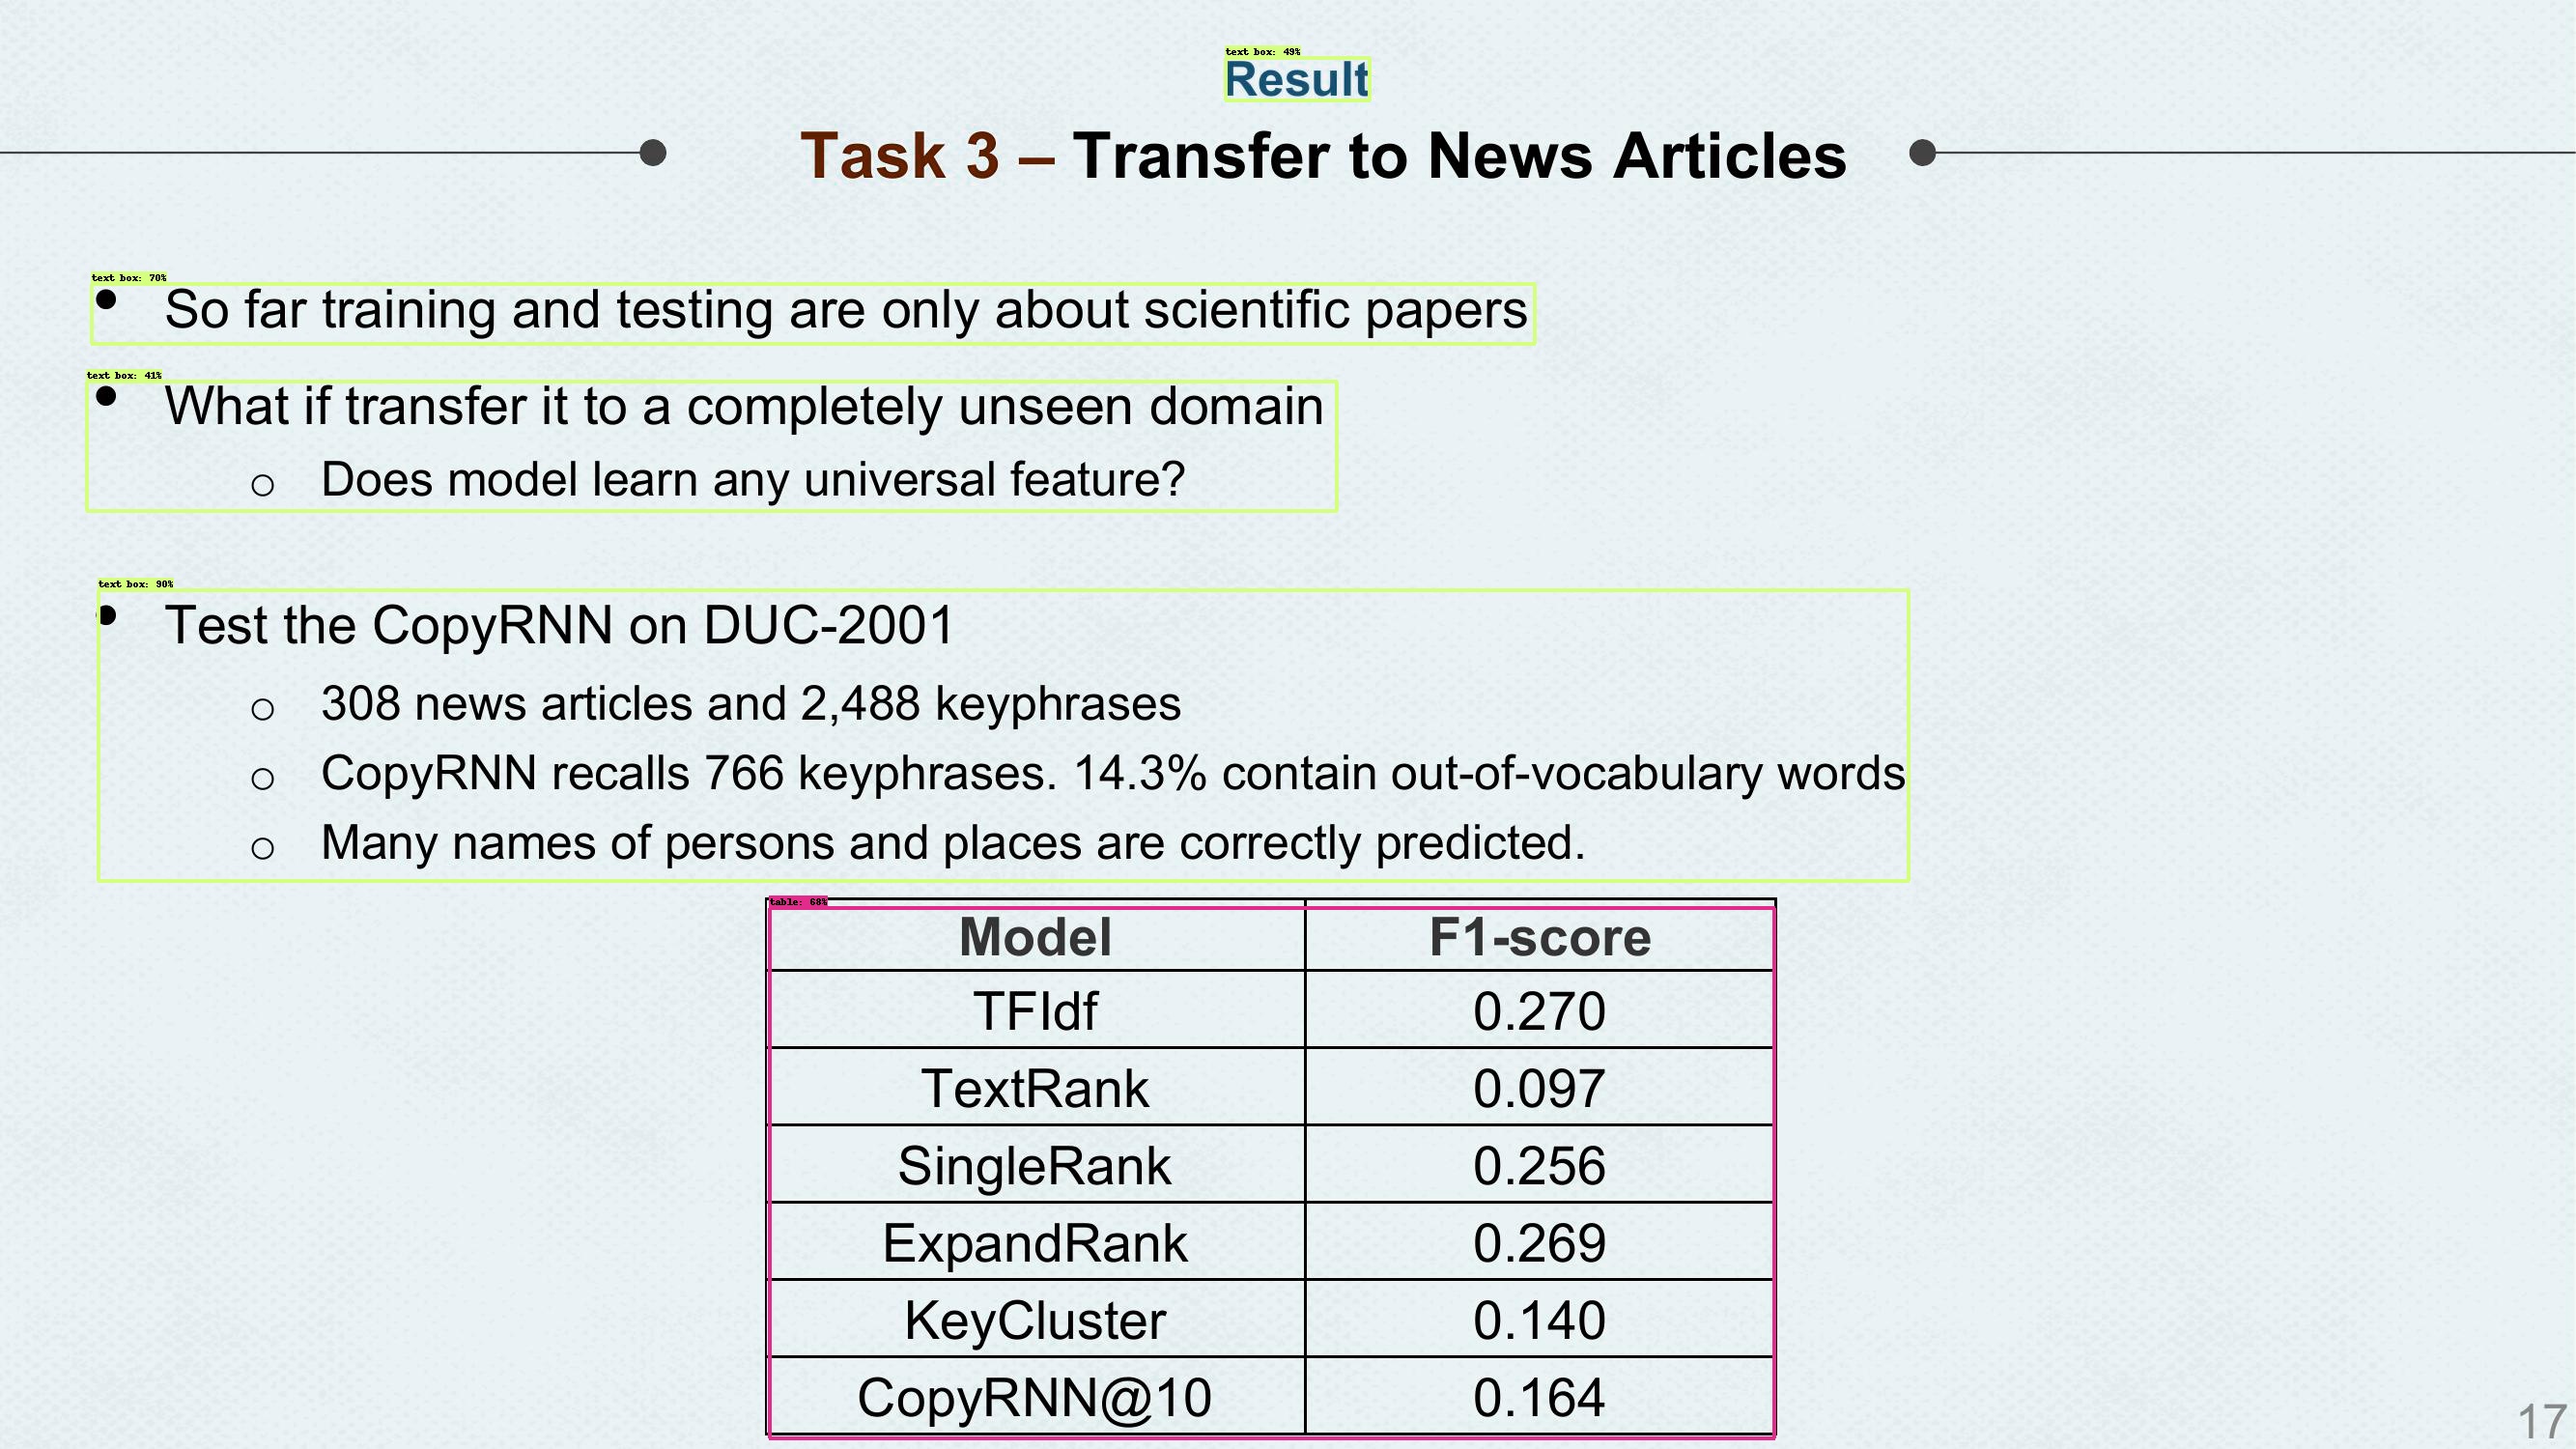 text box: 49%
Result
Task 3 – Transfer to News Articles
text box: 70%
• So far training and testing are only about scientific papers
text box: 41%
• What if transfer it to a completely unseen domain
o Does model learn any universal feature?
text box: 90%
• Test the CopyRNN on DUC-2001
o 308 news articles and 2,488 keyphrases
o CopyRNN recalls 766 keyphrases. 14.3% contain out-of-vocabulary words
o Many names of persons and places are correctly predicted.
table: 68%
Model F1-score
TFIdf 0.270
TextRank 0.097
SingleRank 0.256
ExpandRank 0.269
KeyCluster 0.140
CopyRNN@10 0.164
17